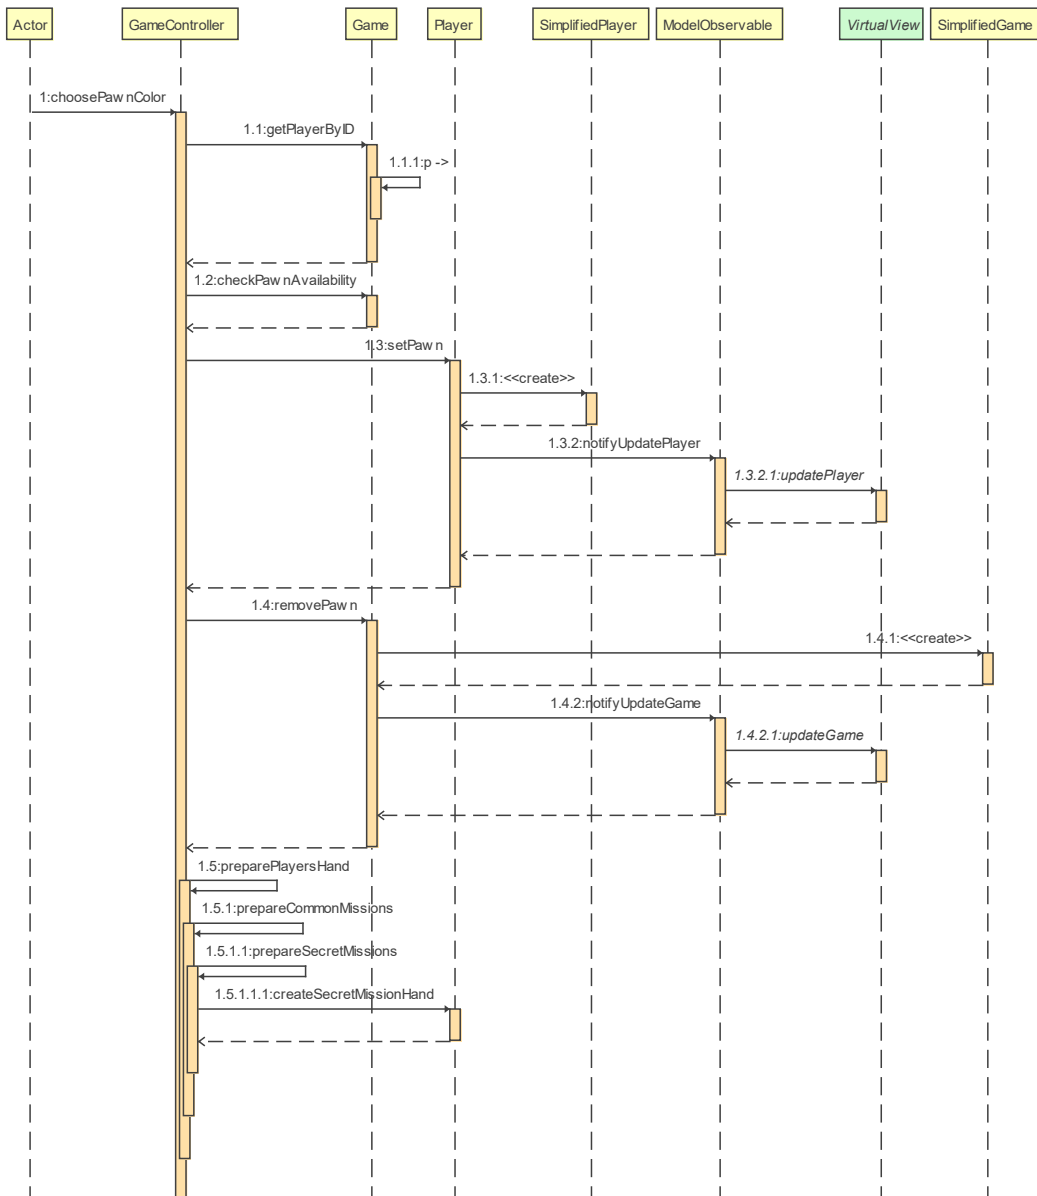 Actor
GameController
Game
Player
SimplifiedPlayer
ModelObservable
VirtualView
SimplifiedGame
1:choosePawnColor
1.1:getPlayerByID
1.1.1:p ->
1.2:checkPawnAvailability
1.3:setPawn
1.3.1:<<create>>
1.3.2:notifyUpdatePlayer
1.3.2.1:updatePlayer
1.4:removePawn
1.4.1:<<create>>
1.4.2:notifyUpdateGame
1.4.2.1:updateGame
1.5:preparePlayersHand
1.5.1:prepareCommonMissions
1.5.1.1:prepareSecretMissions
1.5.1.1.1:createSecretMissionHand